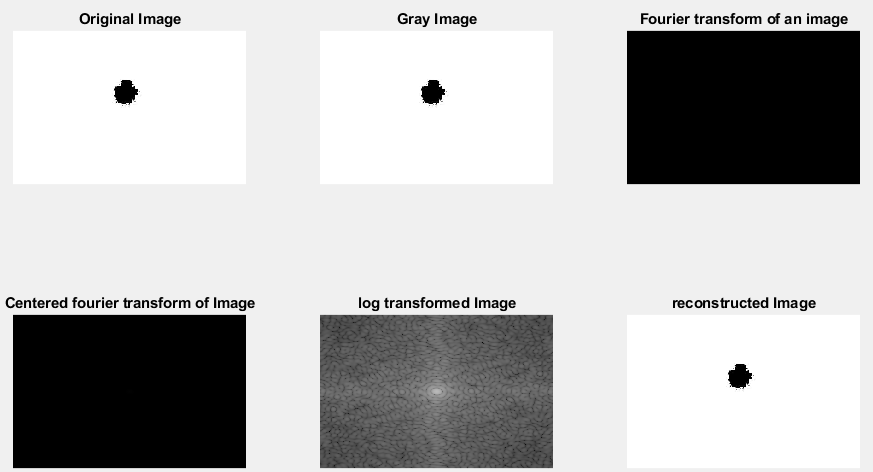 Original Image
Gray Image
Fourier transform of an image
Centered fourier transform of Image
log transformed Image
reconstructed Image